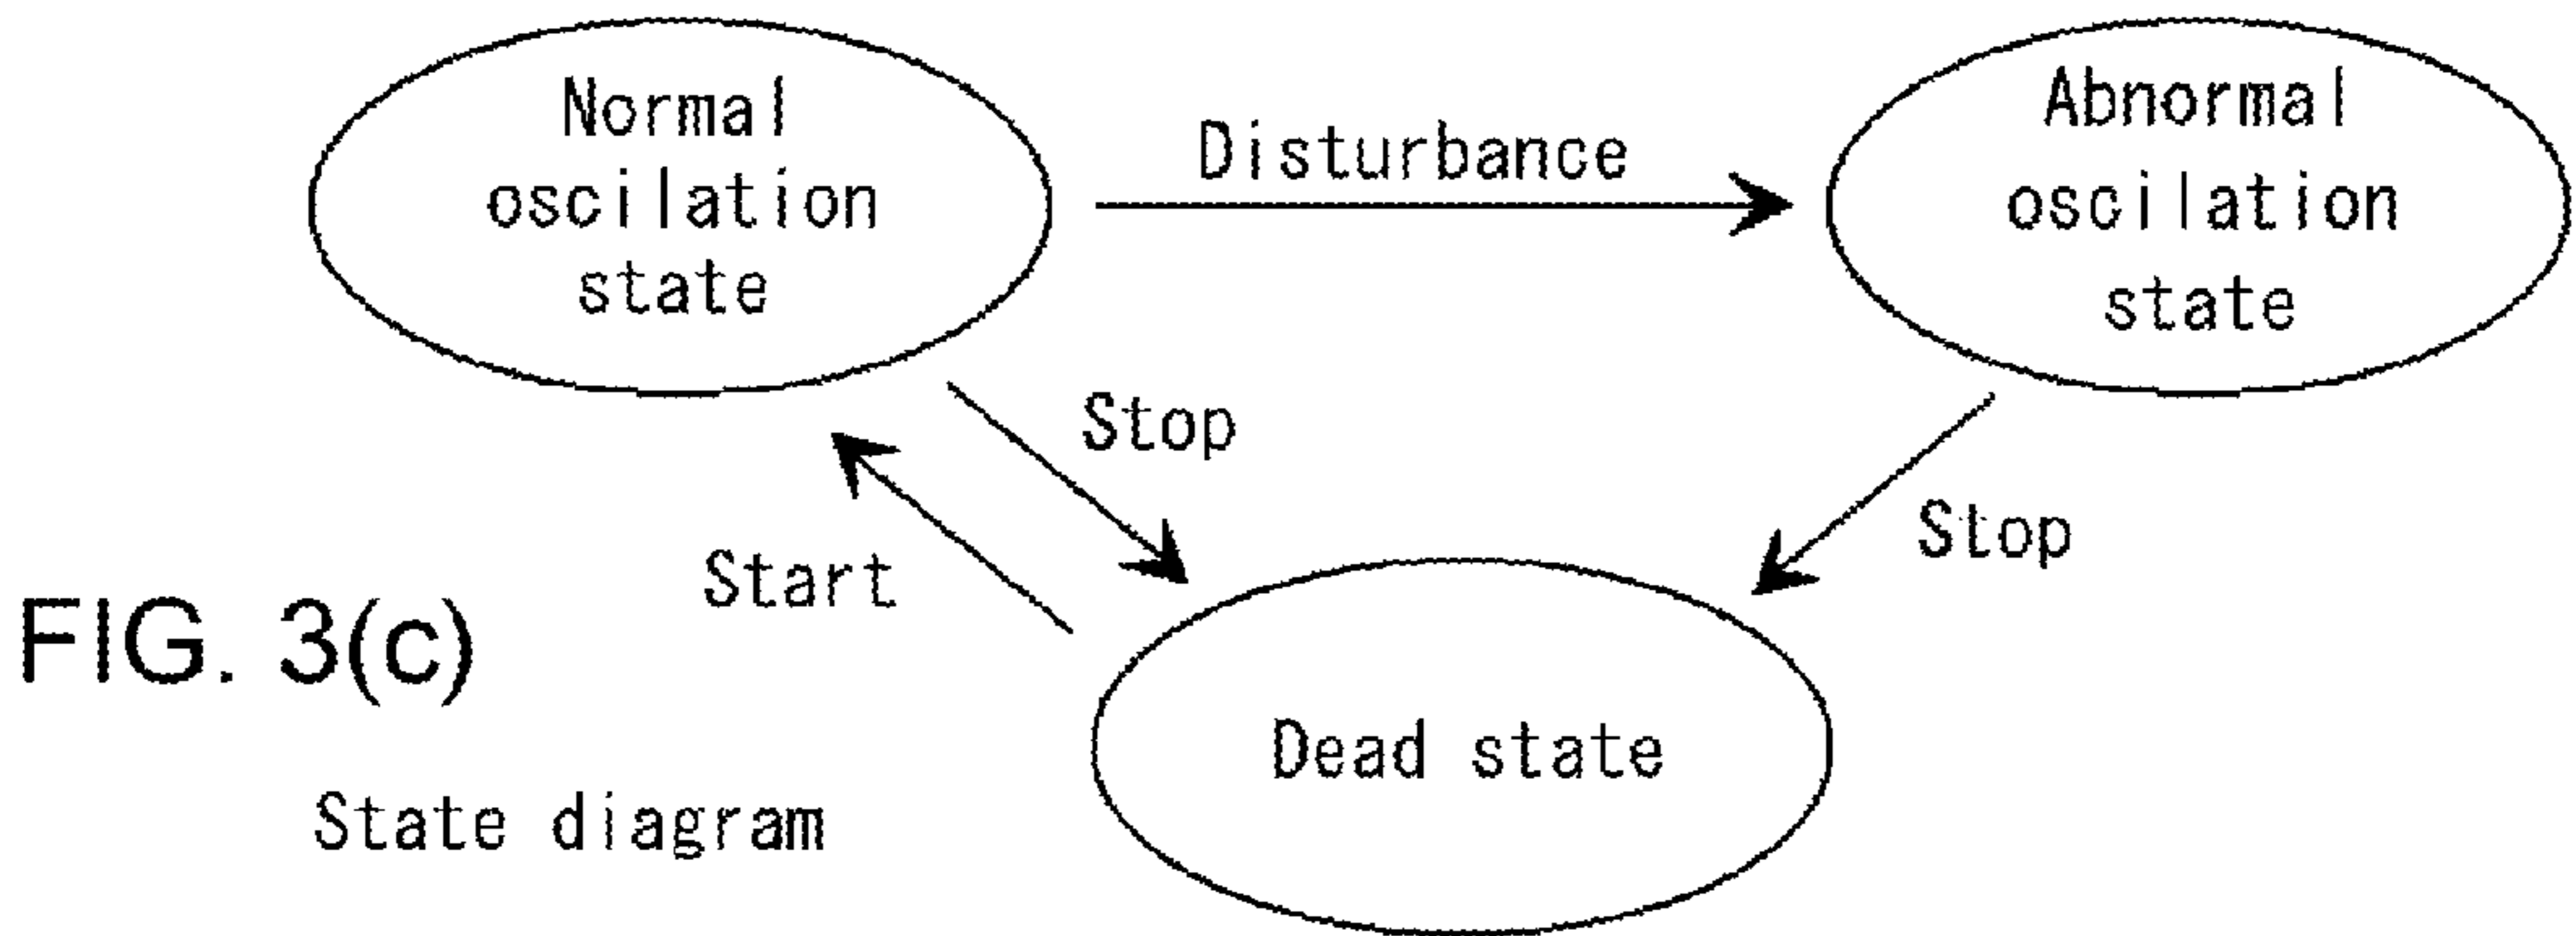 Normal
oscilation
state
Disturbance
Abnormal
oscilation
state
Stop
Start
Stop
FIG. 3(c)
Dead state
State diagram